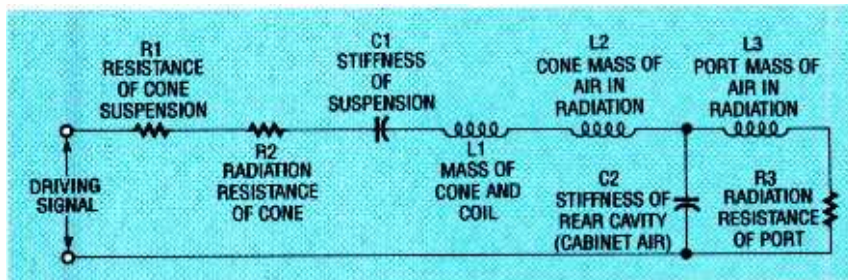 R1
RESISTANCE
OF CONE
SUSPENSION
R2
RADIATION
RESISTANCE
OF CONE
C1
STIFFNESS
OF
SUSPENSION
L1
MASS OF
CONE AND
COIL
L2
CONE MASS OF
AIR IN
RADIATION
L3
PORT MASS OF
AIR IN
RADIATION
DRIVING
SIGNAL
C2
STIFFNESS OF
REAR CAVITY
(CABINET AIR)
R3
RADIATION
RESISTANCE
OF PORT